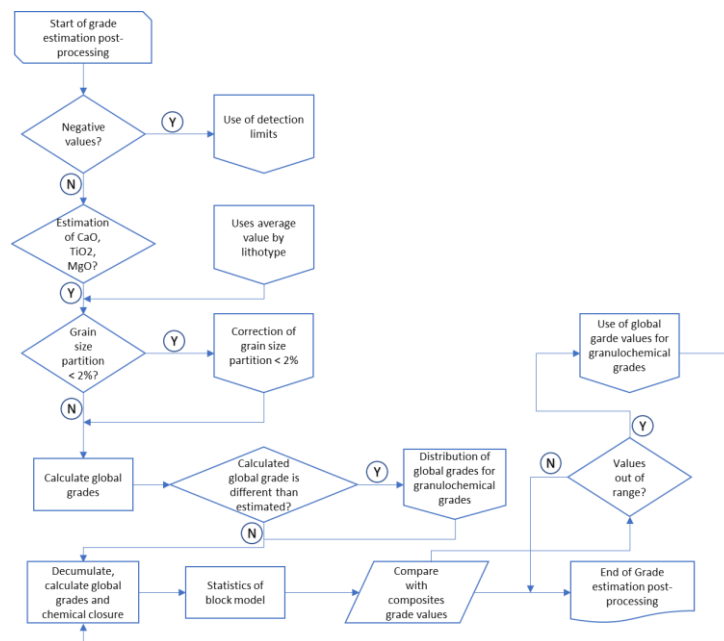 Start of grade
estimation post-
processing
Negative
values?
Y
Use of detection
limits
N
Estimation
of CaO,
TiO2,
MgO?
Uses average
value by
lithotype
Y
Grain
size
partition
< 2%?
Y
Correction of
grain size
partition < 2%
Use of global
garde values for
granulochemical
grades
N
Y
Calculate global
grades
Calculated
global grade is
different than
estimated?
Y
Distribution of
global grades for
granulochemical
grades
N
Values
out of
range?
N
Decumulate,
calculate global
grades and
chemical closure
Statistics of
block model
Compare
with
composites
grade values
End of Grade
estimation post-
processing